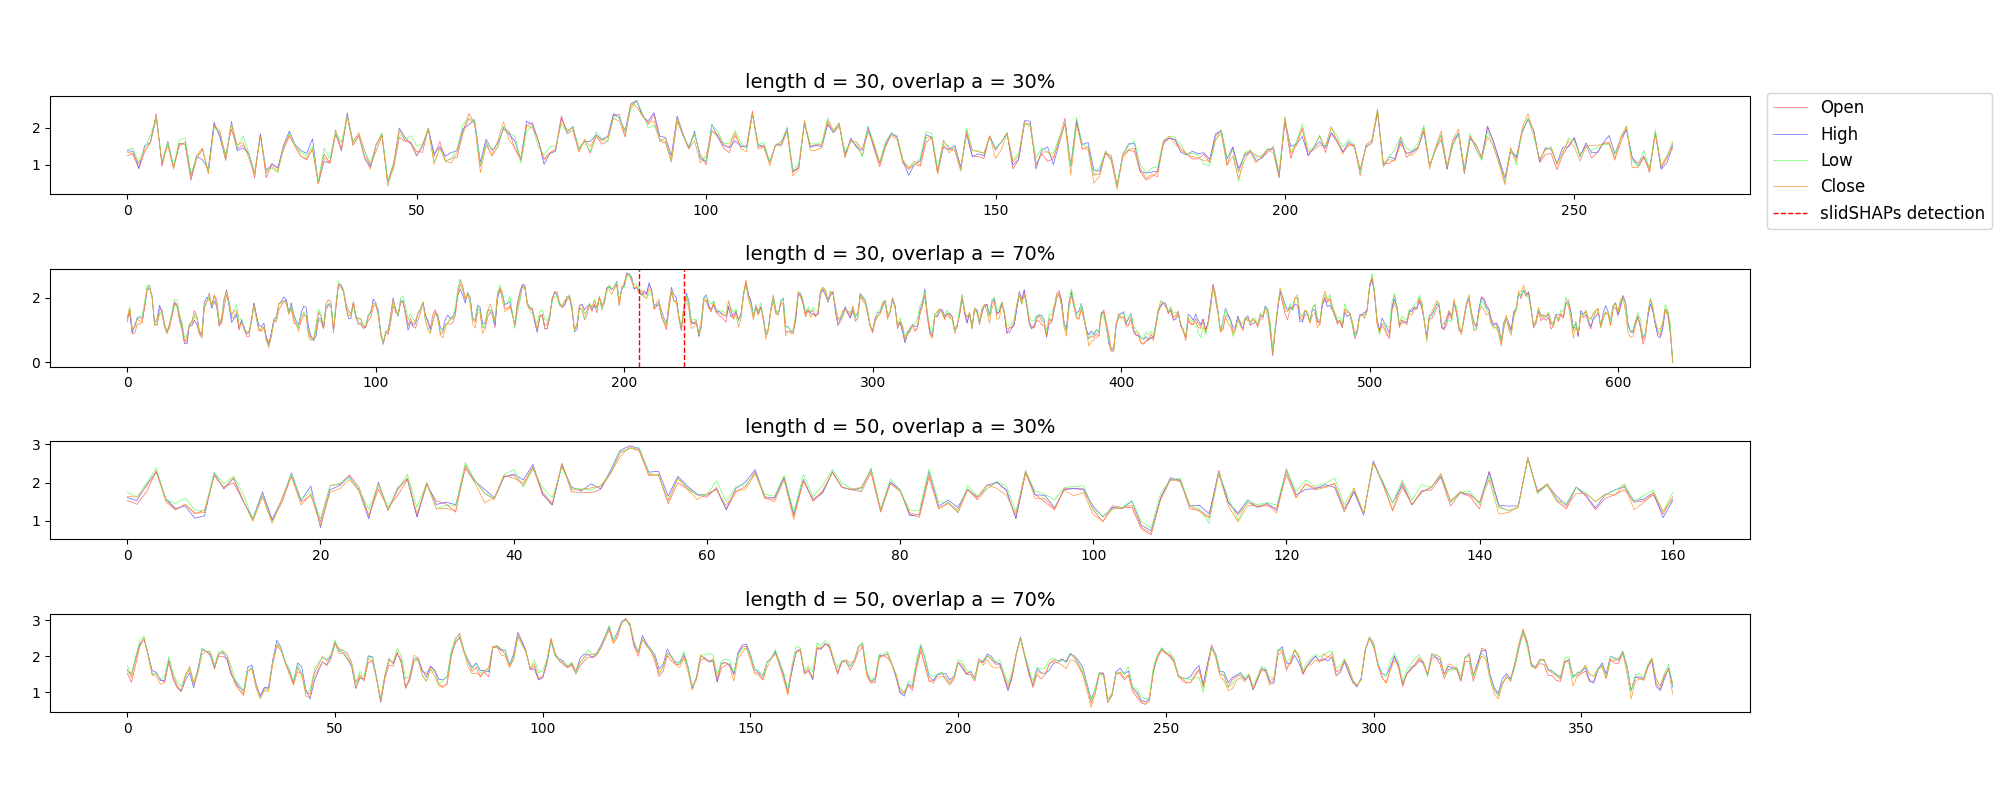 length d = 30, overlap a = 30%
2
1
0 50 100 150 200 250
Open
High
Low
Close
slidSHAPs detection
length d = 30, overlap a = 70%
2
0
0 100 200 300 400 500 600
length d = 50, overlap a = 30%
3
2
1
0 20 40 60 80 100 120 140 160
length d = 50, overlap a = 70%
3
2
1
0 50 100 150 200 250 300 350